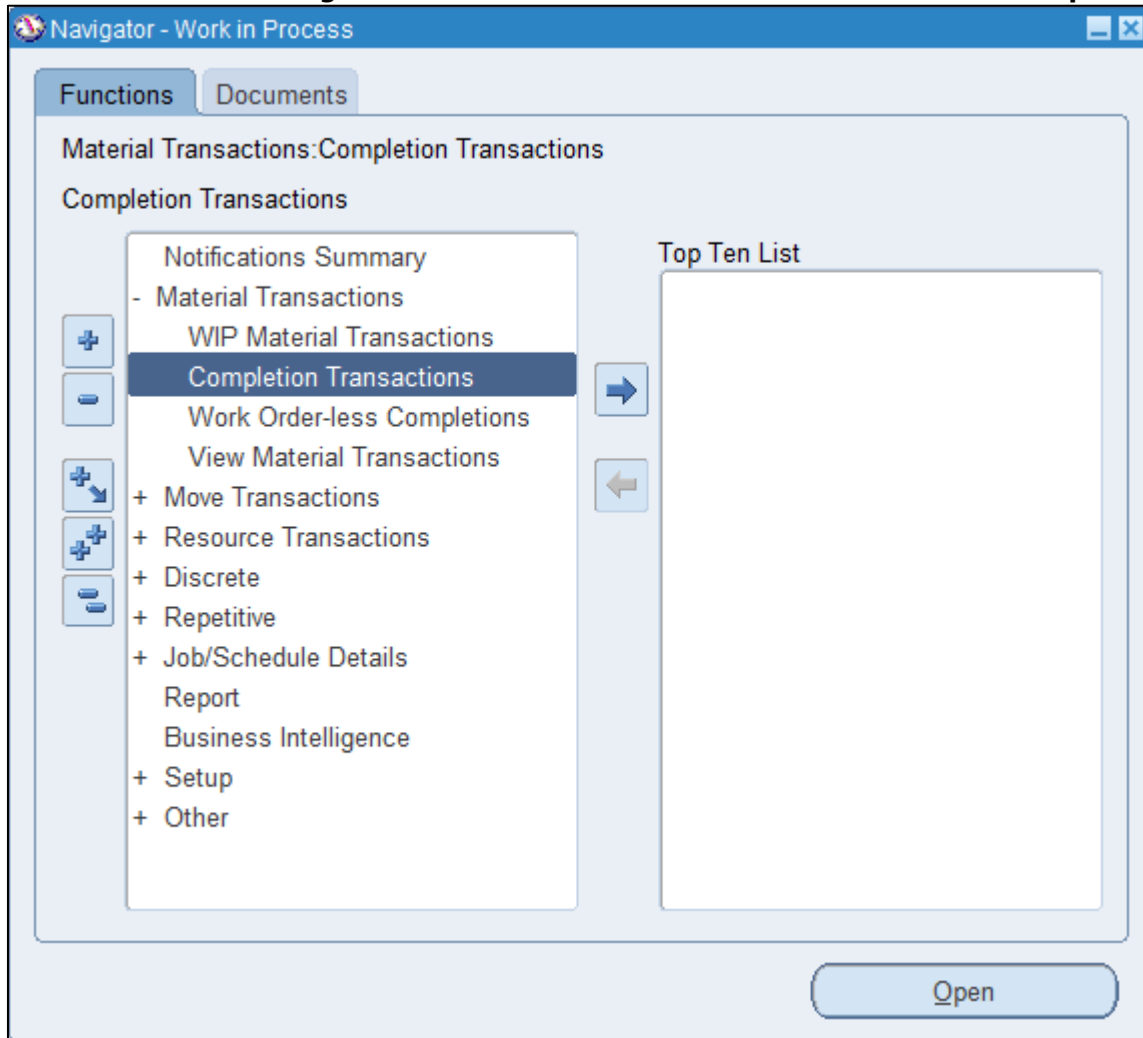 Navigator - Work in Process
Functions
Documents
Material Transactions:Completion Transactions
Completion Transactions
Notifications Summary
- Material Transactions
WIP Material Transactions
Completion Transactions
Work Order-less Completions
View Material Transactions
+ Move Transactions
+ Resource Transactions
+ Discrete
+ Repetitive
+ Job/Schedule Details
Report
Business Intelligence
+ Setup
+ Other
Top Ten List
Open